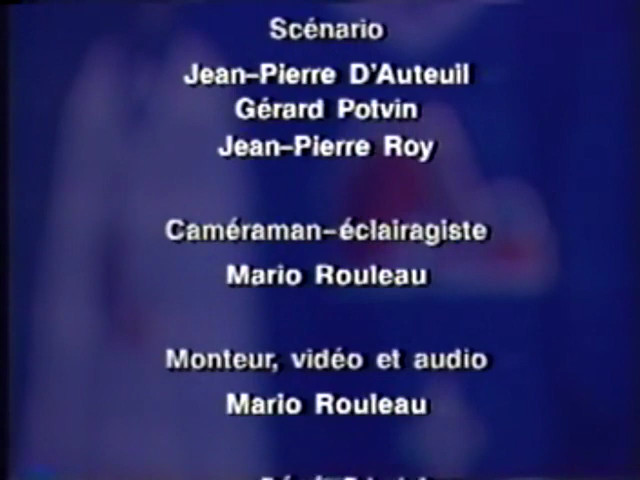 Scénario
Jean-Pierre D'Auteuil
Gérard Potvin
Jean-Pierre Roy
Caméraman-éclairagiste
Mario Rouleau
Monteur, vidéo et audio
Mario Rouleau